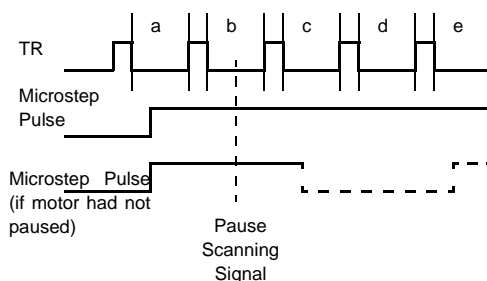 a b c d e
TR
Microstep
Pulse
Microstep Pulse
(if motor had not
paused)
Pause
Scanning
Signal